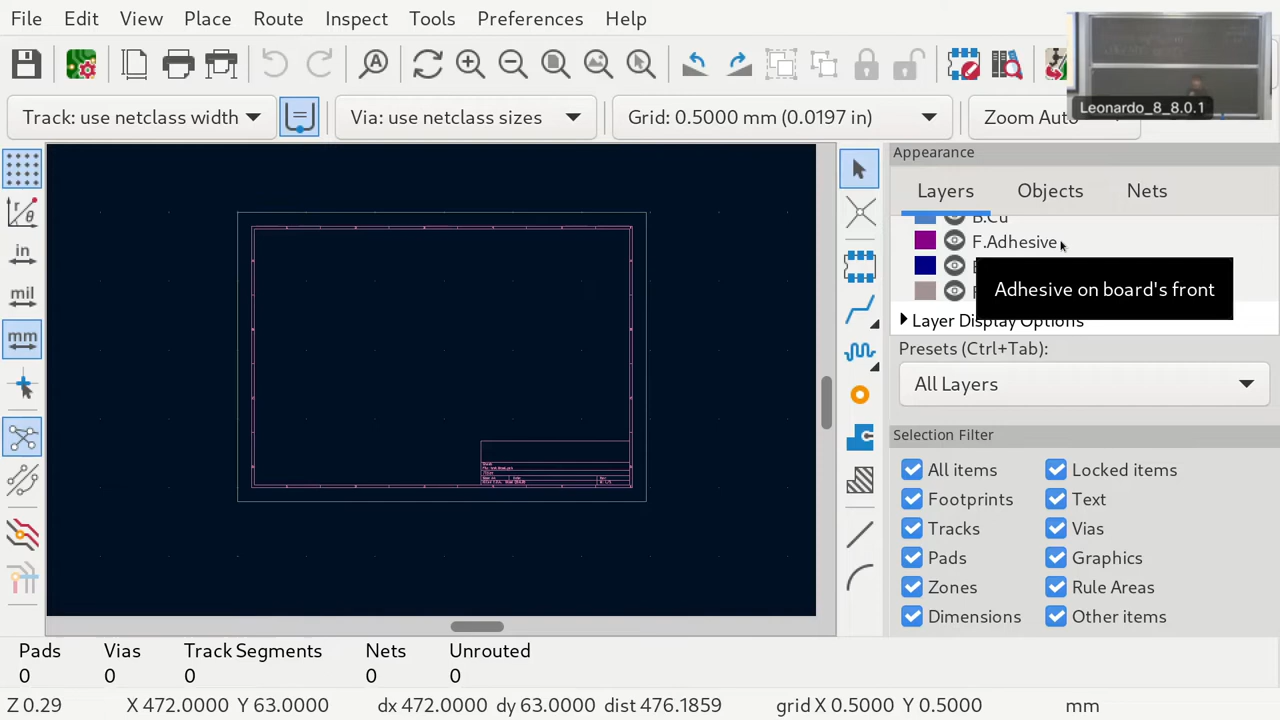 File Edit View Place Route Inspect Tools Preferences Help
Leonardo_8_8.0.1
Track: use netclass width
Via: use netclass sizes
Grid: 0.5000 mm (0.0197 in)
Zoom Auto
in
mil
mm
Appearance
Layers Objects Nets
B.Cu
F.Adhesive
Adhesive on board's front
Layer Display Options
Presets (Ctrl+Tab):
All Layers
Selection Filter
All items Locked items
Footprints Text
Tracks Vias
Pads Graphics
Zones Rule Areas
Dimensions Other items
Pads Vias Track Segments Nets Unrouted
0 0 0 0 0
Z 0.29 X 472.0000 Y 63.0000 dx 472.0000 dy 63.0000 dist 476.1859 grid X 0.5000 Y 0.5000 mm